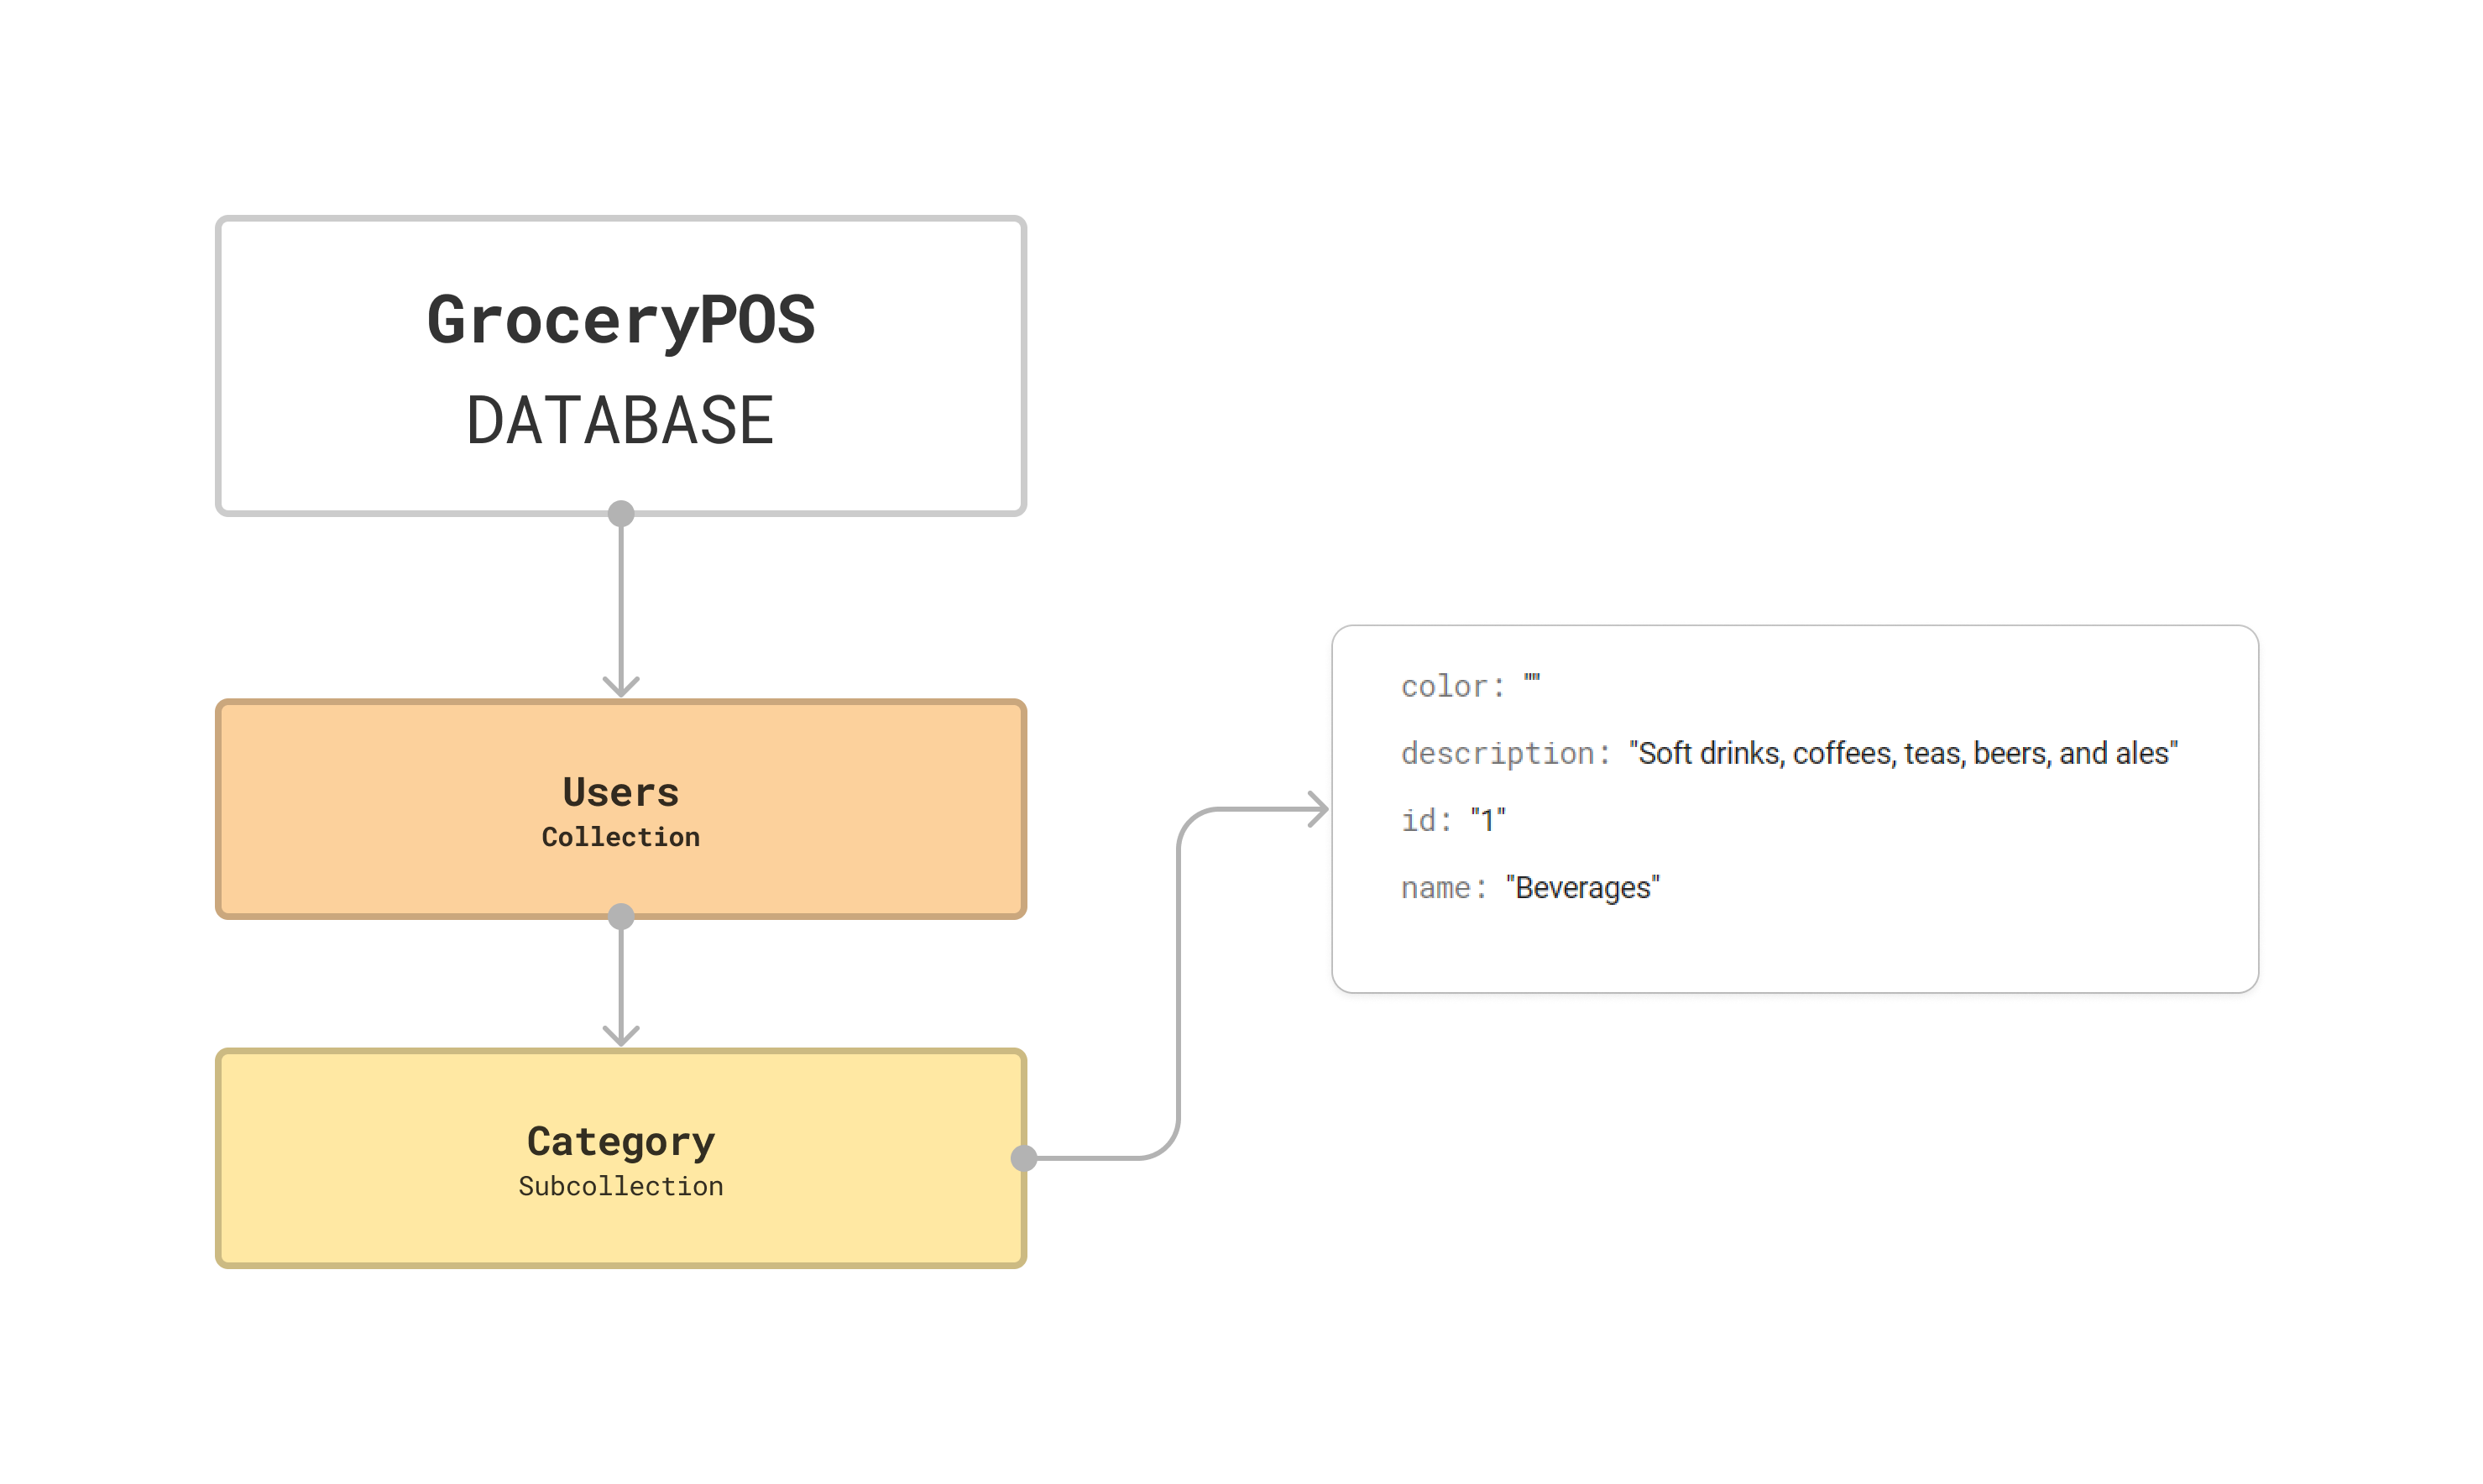 GroceryPOS
DATABASE
Users
Collection
Category
Subcollection
color: ""
description: "Soft drinks, coffees, teas, beers, and ales"
id: "1"
name: "Beverages"